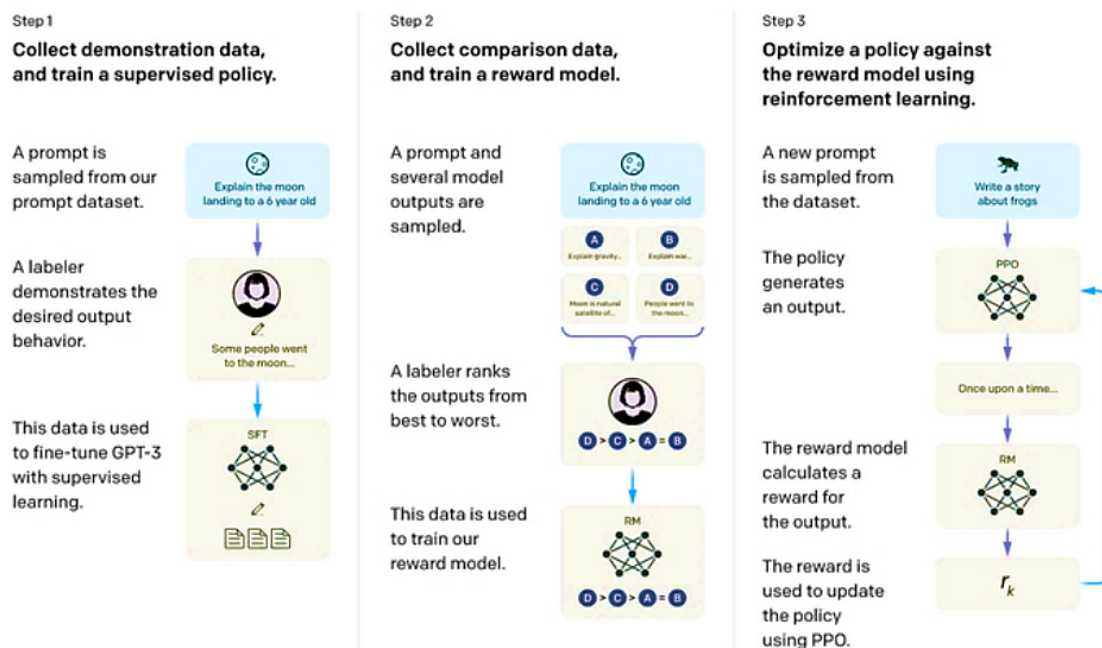 Step 1
Collect demonstration data,
and train a supervised policy.
A prompt is
sampled from our
prompt dataset.
Explain the moon
landing to a 6 year old
A labeler
demonstrates the
desired output
behavior.
Some people went
to the moon...
This data is used
to fine-tune GPT-3
with supervised
learning.
SFT
Step 2
Collect comparison data,
and train a reward model.
A prompt and
several model
outputs are
sampled.
Explain the moon
landing to a 6 year old
A
Explain gravity...
B
Explain war...
C
Moon is natural
satellite of...
D
People went to
the moon...
A labeler ranks
the outputs from
best to worst.
D > C > A = B
This data is used
to train our
reward model.
RM
D > C > A = B
Step 3
Optimize a policy against
the reward model using
reinforcement learning.
A new prompt
is sampled from
the dataset.
Write a story
about frogs
The policy
generates
an output.
PPO
Once upon a time...
The reward model
calculates a
reward for
the output.
RM
The reward is
used to update
the policy
using PPO.
rₖ